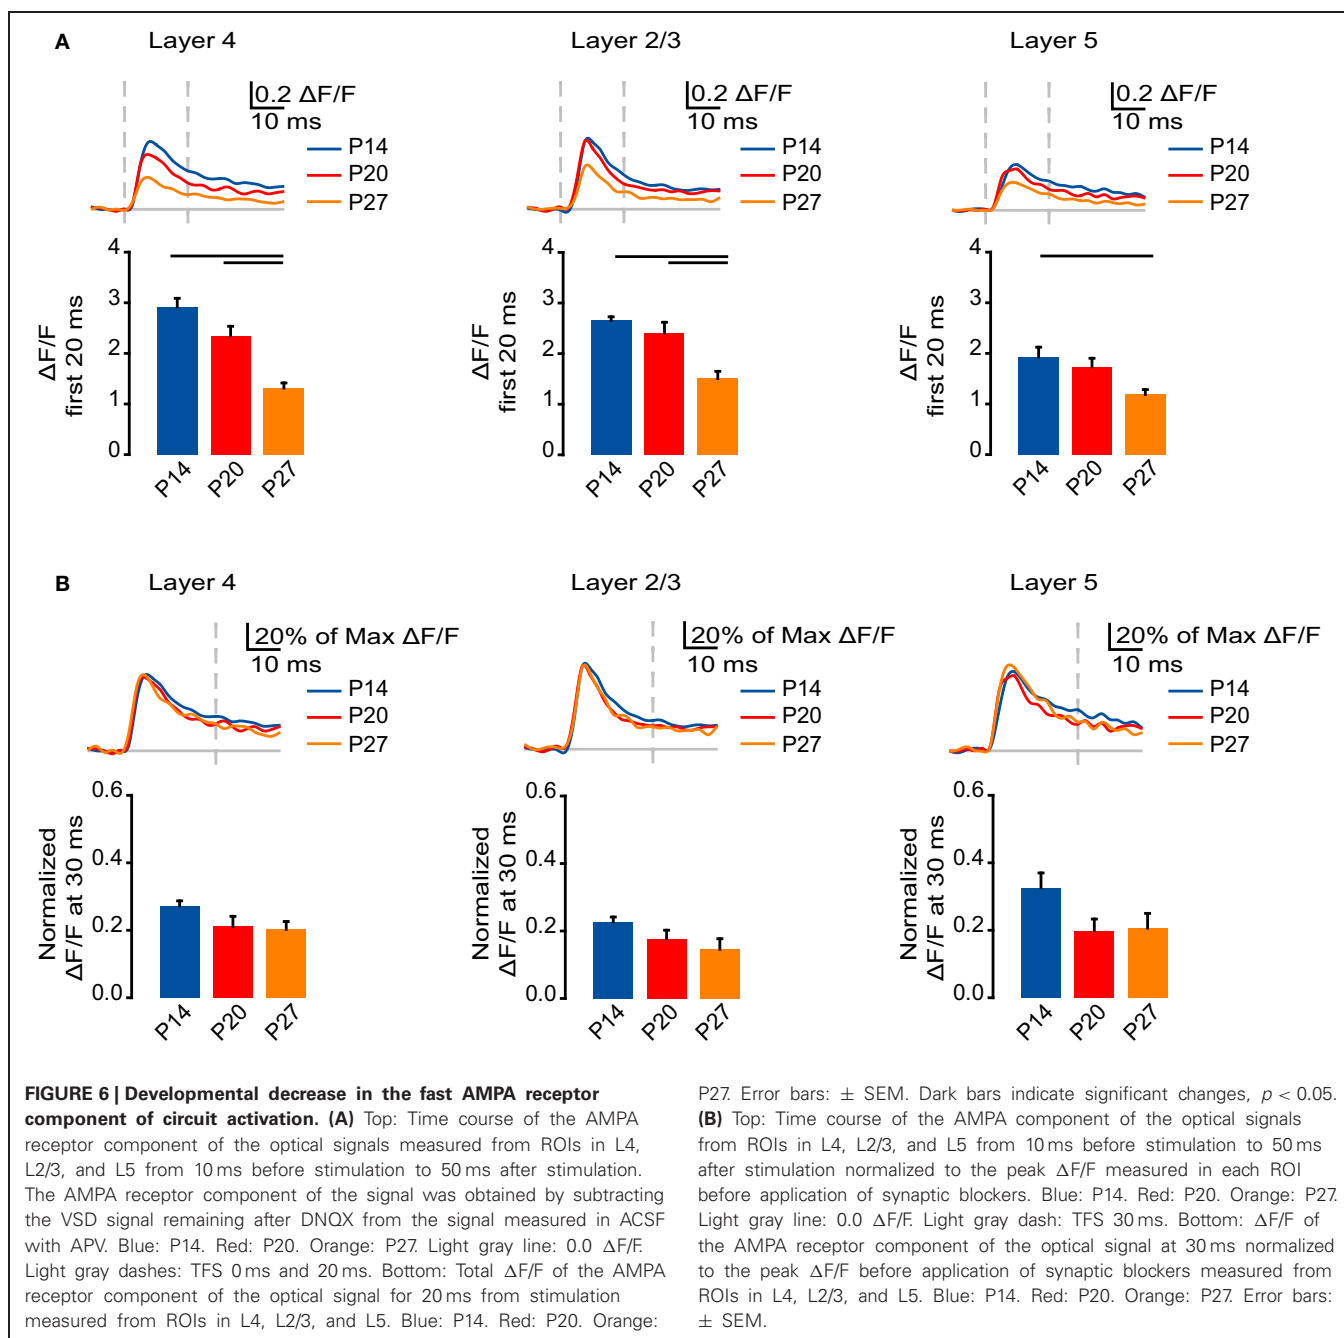 A
Layer 4
Layer 2/3
Layer 5
0.2 ΔF/F
10 ms
P14
P20
P27
0.2 ΔF/F
10 ms
P14
P20
P27
0.2 ΔF/F
10 ms
P14
P20
P27
ΔF/F
first 20 ms
4
3
2
1
0
P14
P20
P27
ΔF/F
first 20 ms
4
3
2
1
0
P14
P20
P27
ΔF/F
first 20 ms
4
3
2
1
0
P14
P20
P27
B
Layer 4
Layer 2/3
Layer 5
20% of Max ΔF/F
10 ms
P14
P20
P27
20% of Max ΔF/F
10 ms
P14
P20
P27
20% of Max ΔF/F
10 ms
P14
P20
P27
Normalized
ΔF/F at 30 ms
0.6
0.4
0.2
0.0
P14
P20
P27
Normalized
ΔF/F at 30 ms
0.6
0.4
0.2
0.0
P14
P20
P27
Normalized
ΔF/F at 30 ms
0.6
0.4
0.2
0.0
P14
P20
P27
FIGURE 6 | Developmental decrease in the fast AMPA receptor
component of circuit activation. (A) Top: Time course of the AMPA
receptor component of the optical signals measured from ROIs in L4,
L2/3, and L5 from 10 ms before stimulation to 50 ms after stimulation.
The AMPA receptor component of the signal was obtained by subtracting
the VSD signal remaining after DNQX from the signal measured in ACSF
with APV. Blue: P14. Red: P20. Orange: P27. Light gray line: 0.0 ΔF/F.
Light gray dashes: TFS 0 ms and 20 ms. Bottom: Total ΔF/F of the AMPA
receptor component of the optical signal for 20 ms from stimulation
measured from ROIs in L4, L2/3, and L5. Blue: P14. Red: P20. Orange:
P27. Error bars: ± SEM. Dark bars indicate significant changes, p < 0.05.
(B) Top: Time course of the AMPA component of the optical signals
from ROIs in L4, L2/3, and L5 from 10 ms before stimulation to 50 ms
after stimulation normalized to the peak ΔF/F measured in each ROI
before application of synaptic blockers. Blue: P14. Red: P20. Orange: P27.
Light gray line: 0.0 ΔF/F. Light gray dash: TFS 30 ms. Bottom: ΔF/F of
the AMPA receptor component of the optical signal at 30 ms normalized
to the peak ΔF/F before application of synaptic blockers measured from
ROIs in L4, L2/3, and L5. Blue: P14. Red: P20. Orange: P27. Error bars:
± SEM.